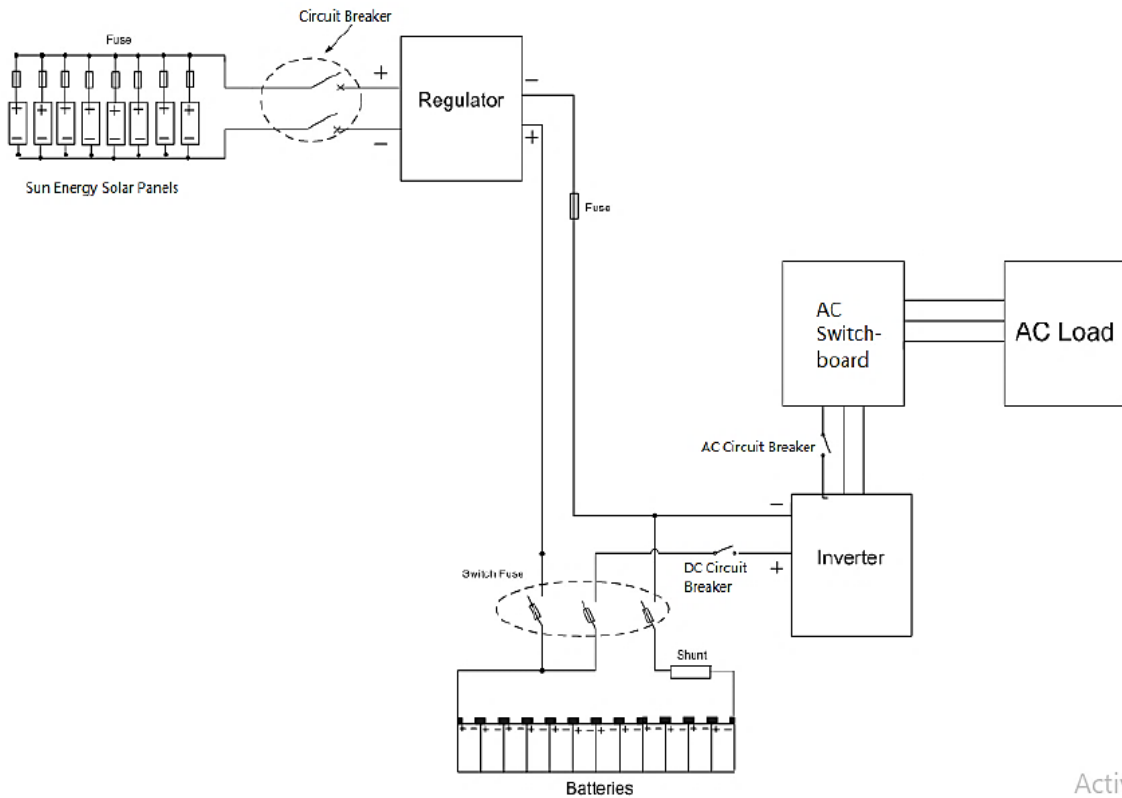 Circuit Breaker
Fuse
+
−
Regulator
−
+
Sun Energy Solar Panels
Fuse
AC
Switch-
board
AC Load
AC Circuit Breaker
−
+
Inverter
DC Circuit
Breaker
Switch Fuse
Shunt
+ − + − + − + − + − + − + − + − + − + − + − + −
Batteries
Activ